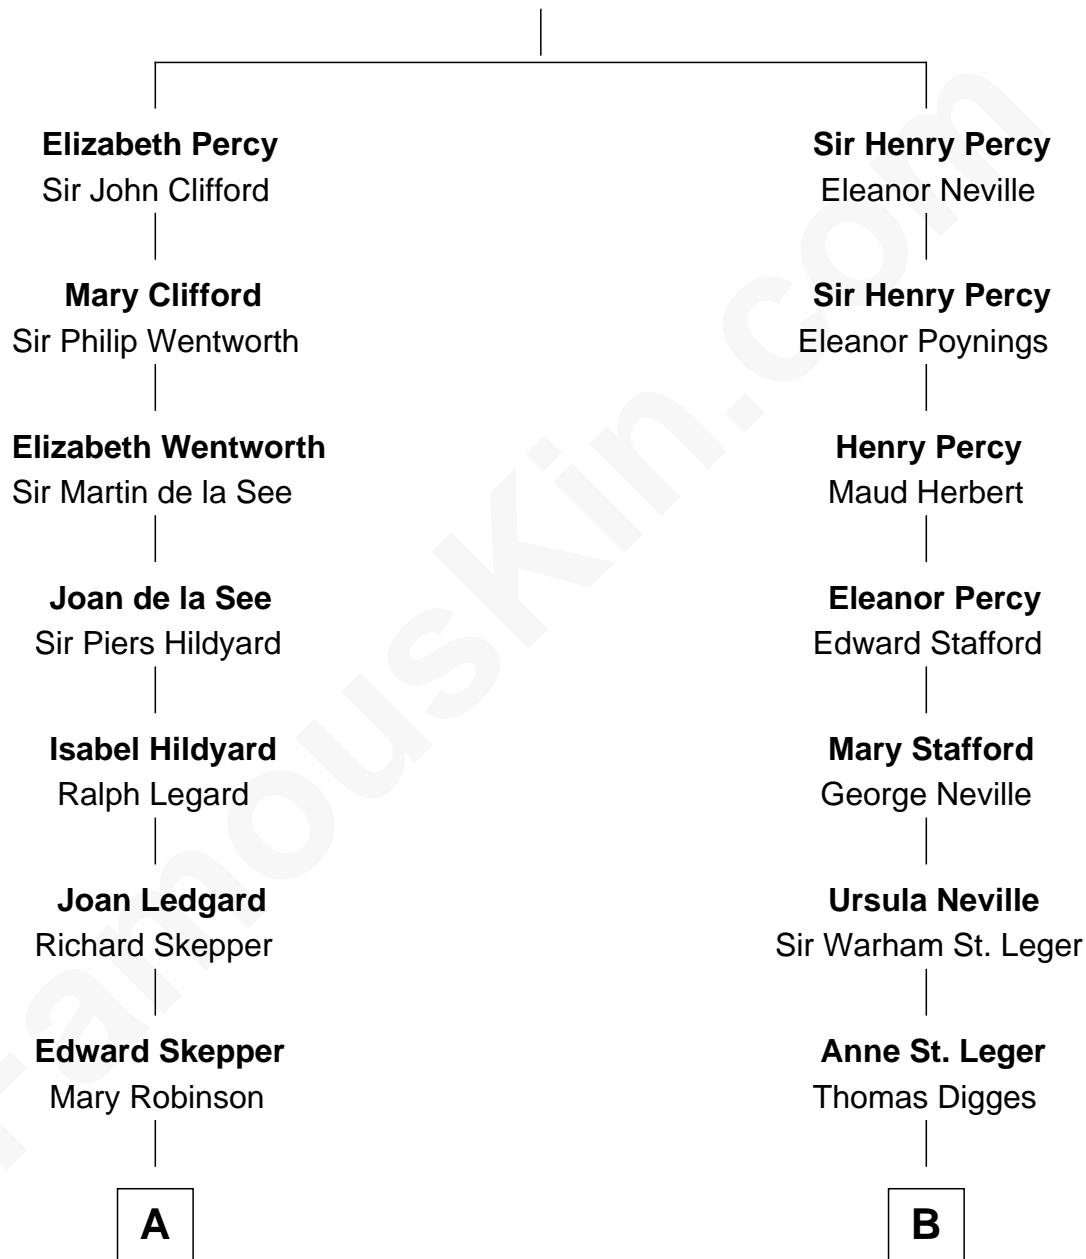 Elizabeth Percy
Sir John Clifford
Mary Clifford
Sir Philip Wentworth
Elizabeth Wentworth
Sir Martin de la See
Joan de la See
Sir Piers Hildyard
Isabel Hildyard
Ralph Legard
Joan Ledgard
Richard Skepper
Edward Skepper
Mary Robinson
A
Sir Henry Percy
Eleanor Neville
Sir Henry Percy
Eleanor Poynings
Henry Percy
Maud Herbert
Eleanor Percy
Edward Stafford
Mary Stafford
George Neville
Ursula Neville
Sir Warham St. Leger
Anne St. Leger
Thomas Digges
B
FamousKin.com